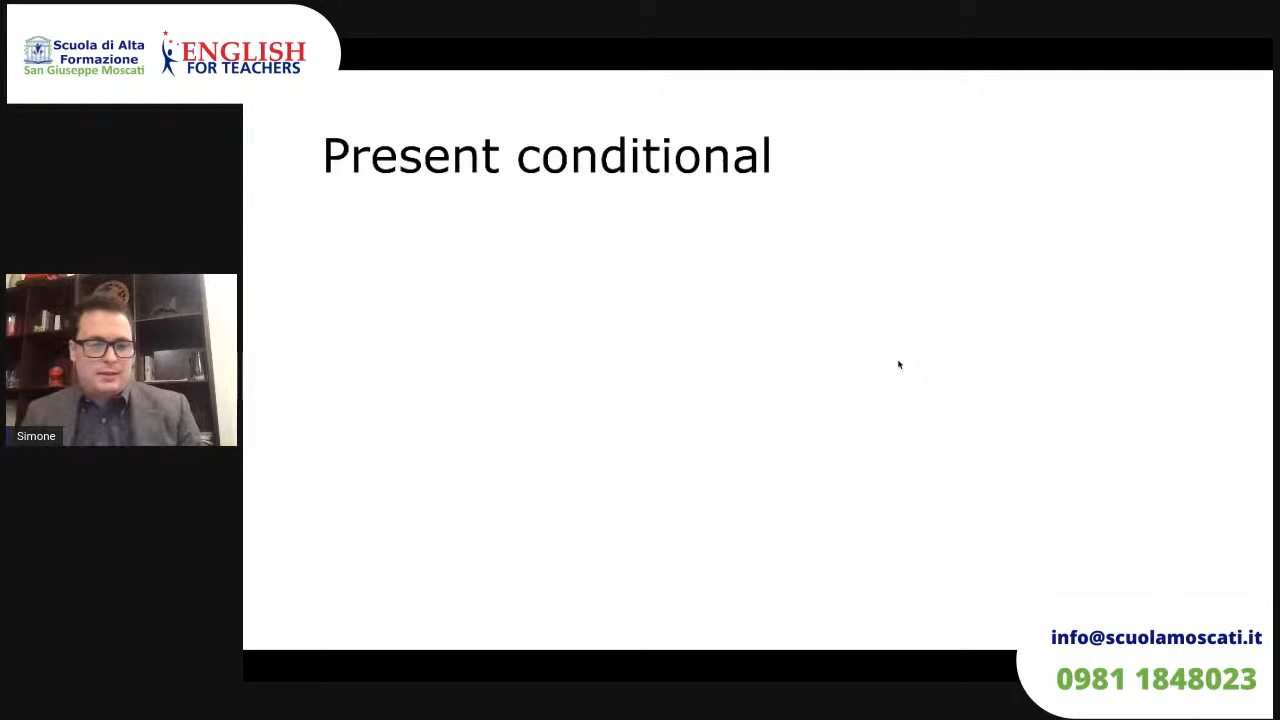 Scuola di Alta
Formazione
San Giuseppe Moscati
ENGLISH
FOR TEACHERS
Present conditional
Simone
info@scuolamoscati.it
0981 1848023